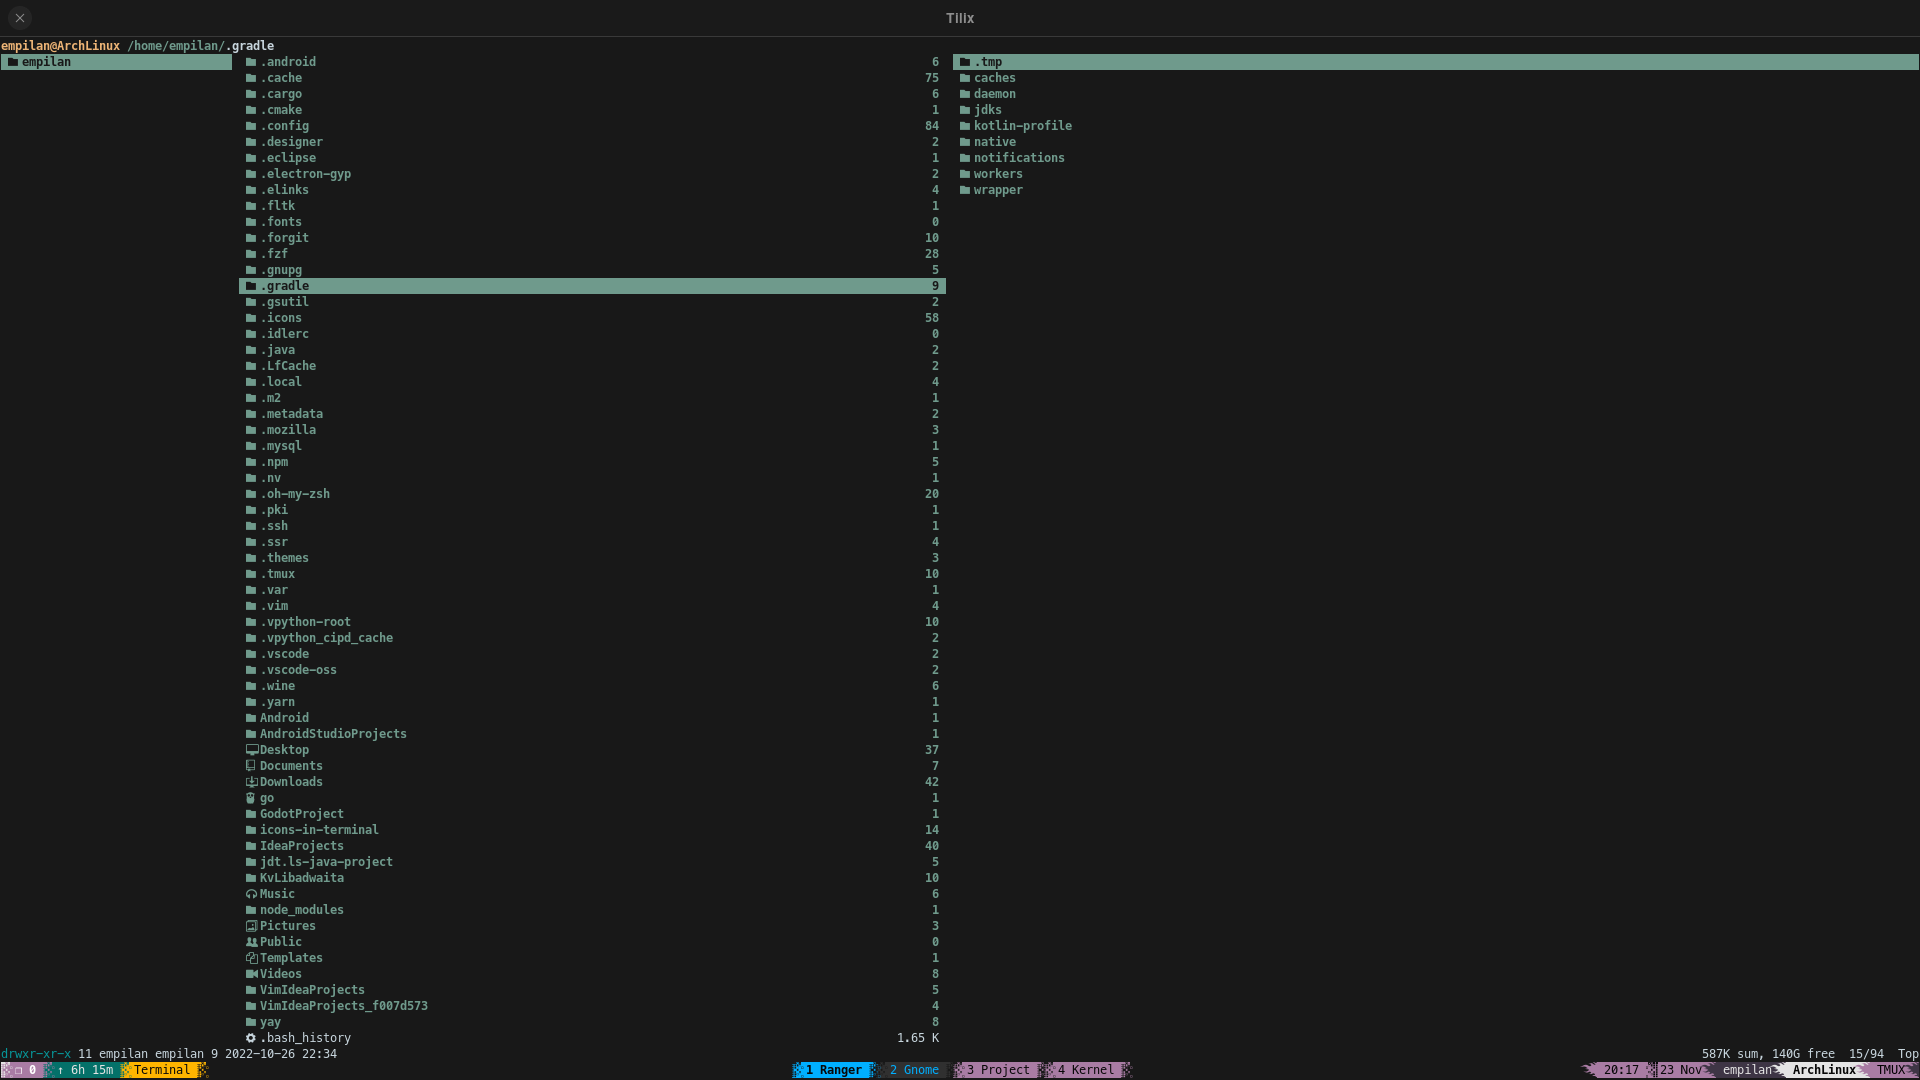 Tilix
empilan@ArchLinux /home/empilan/.gradle
empilan
.android 6
.cache 75
.cargo 6
.cmake 1
.config 84
.designer 2
.eclipse 1
.electron-gyp 2
.elinks 4
.fltk 1
.fonts 0
.forgit 10
.fzf 28
.gnupg 5
.gradle 9
.gsutil 2
.icons 58
.idlerc 0
.java 2
.LfCache 2
.local 4
.m2 1
.metadata 2
.mozilla 3
.mysql 1
.npm 5
.nv 1
.oh-my-zsh 20
.pki 1
.ssh 1
.ssr 4
.themes 3
.tmux 10
.var 1
.vim 4
.vpython-root 10
.vpython_cipd_cache 2
.vscode 2
.vscode-oss 2
.wine 6
.yarn 1
Android 1
AndroidStudioProjects 1
Desktop 37
Documents 7
Downloads 42
go 1
GodotProject 1
icons-in-terminal 14
IdeaProjects 40
jdt.ls-java-project 5
KvLibadwaita 10
Music 6
node_modules 1
Pictures 3
Public 0
Templates 1
Videos 8
VimIdeaProjects 5
VimIdeaProjects_f007d573 4
yay 8
.bash_history 1.65 K
.tmp
caches
daemon
jdks
kotlin-profile
native
notifications
workers
wrapper
drwxr-xr-x 11 empilan empilan 9 2022-10-26 22:34 587K sum, 140G free 15/94 Top
❐ 0 ↑ 6h 15m Terminal 1 Ranger 2 Gnome 3 Project 4 Kernel 20:17 23 Nov empilan ArchLinux TMUX